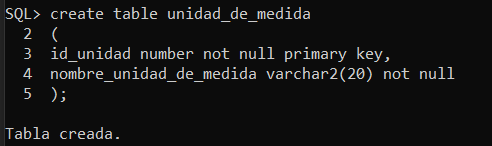 SQL> create table unidad_de_medida
2 (
3 id_unidad number not null primary key,
4 nombre_unidad_de_medida varchar2(20) not null
5 );
Tabla creada.